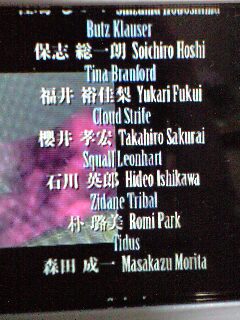 Butz Klauser
保志 総一朗 Soichiro Hoshi
Tina Branford
福井 裕佳梨 Yukari Fukui
Cloud Strife
櫻井 孝宏 Takahiro Sakurai
Squall Leonhart
石川 英郎 Hideo Ishikawa
Zidane Tribal
朴 璐美 Romi Park
Tidus
森田 成一 Masakazu Morita